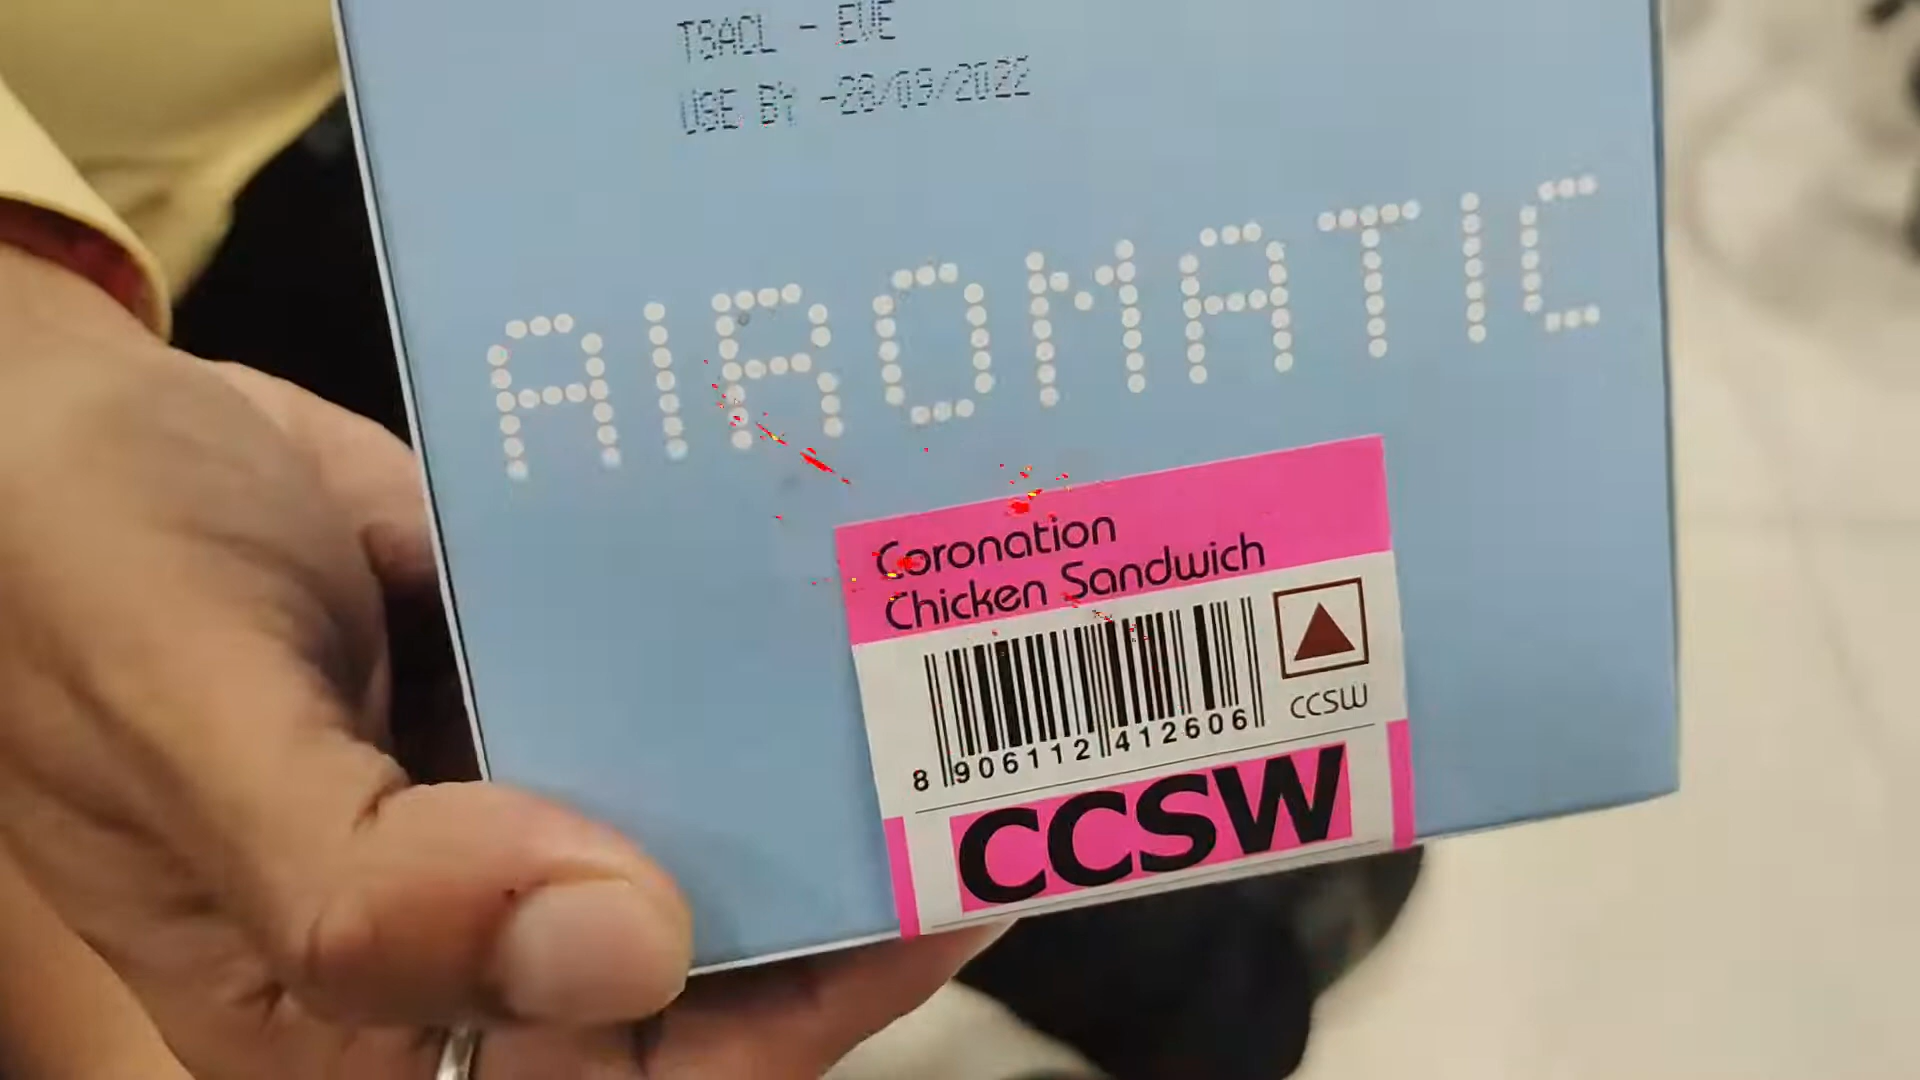 TSACL - EVE
USE BY -28/09/2022
AIROMATIC
Coronation
Chicken Sandwich
CCSW
8 906112 412606
CCSW